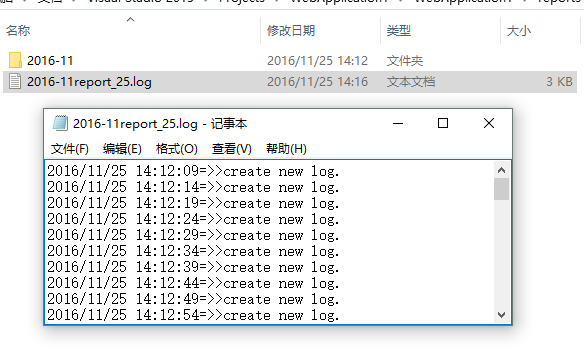 文档 Visual Studio 2015 Projects WebApplication1 WebApplication1 reports
名称 修改日期 类型 大小
2016-11 2016/11/25 14:12 文件夹
2016-11report_25.log 2016/11/25 14:16 文本文档 3 KB
2016-11report_25.log - 记事本
文件(F) 编辑(E) 格式(O) 查看(V) 帮助(H)
2016/11/25 14:12:09=>>create new log.
2016/11/25 14:12:14=>>create new log.
2016/11/25 14:12:19=>>create new log.
2016/11/25 14:12:24=>>create new log.
2016/11/25 14:12:29=>>create new log.
2016/11/25 14:12:34=>>create new log.
2016/11/25 14:12:39=>>create new log.
2016/11/25 14:12:44=>>create new log.
2016/11/25 14:12:49=>>create new log.
2016/11/25 14:12:54=>>create new log.